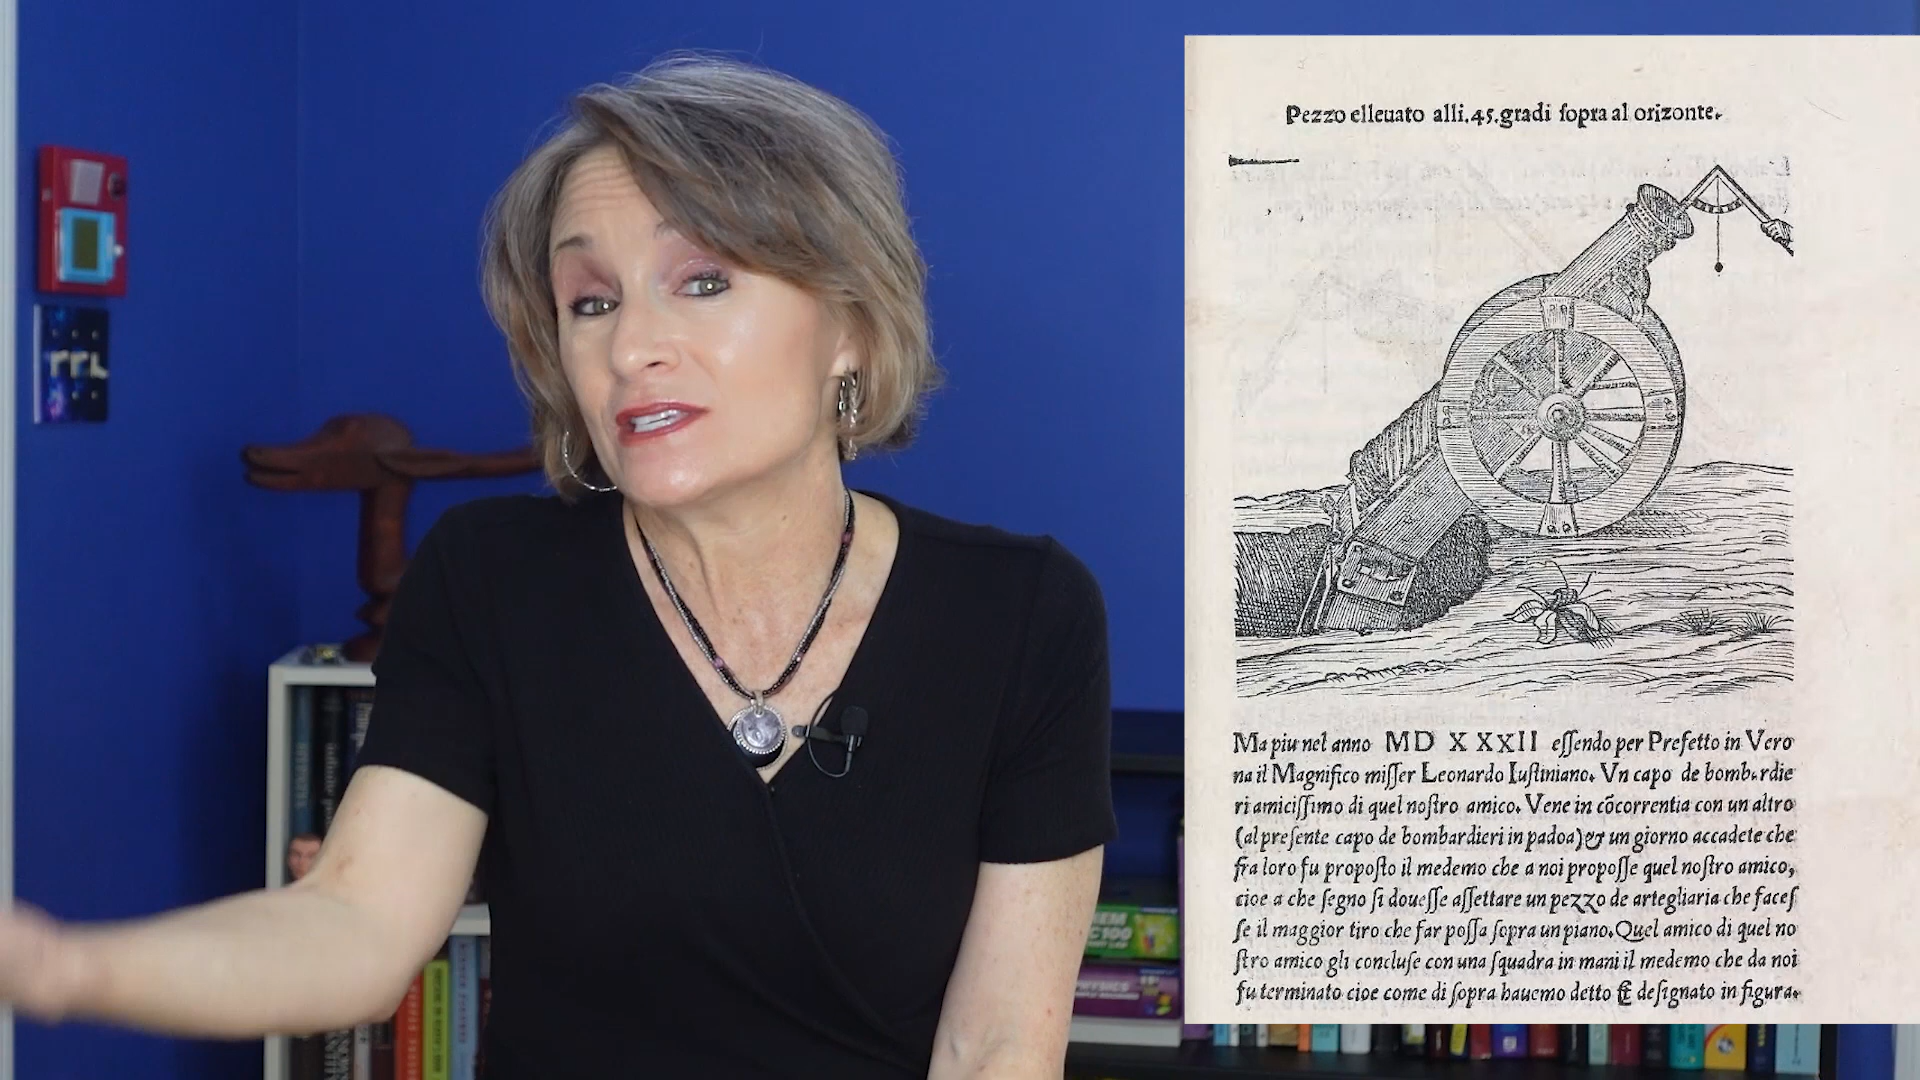 Pezzo elleuato alli.45.gradi ſopra al orizonte.
Ma piu nel anno MD XXXII eſſendo per Prefetto in Vero
na il Magnifico miſſer Leonardo Iuſtiniano. Vn capo de bombardie
ri amiciſſimo di quel noſtro amico. Vene in cōcorrentia con un altro
(al preſente capo de bombardieri in padoa)& un giorno accadete che
fra loro fu propoſto il medemo che a noi propoſſe quel noſtro amico,
cioe a che ſegno ſi doueſſe aſſettare un pezzo de artegliaria che faceſ
ſe il maggior tiro che far poſſa ſopra un piano. Quel amico di quel no
ſtro amico gli concluſe con una ſquadra in mani il medemo che da noi
fu terminato cioe come di ſopra hauemo detto & deſignato in figura.
TTL
C100
PHYSICS